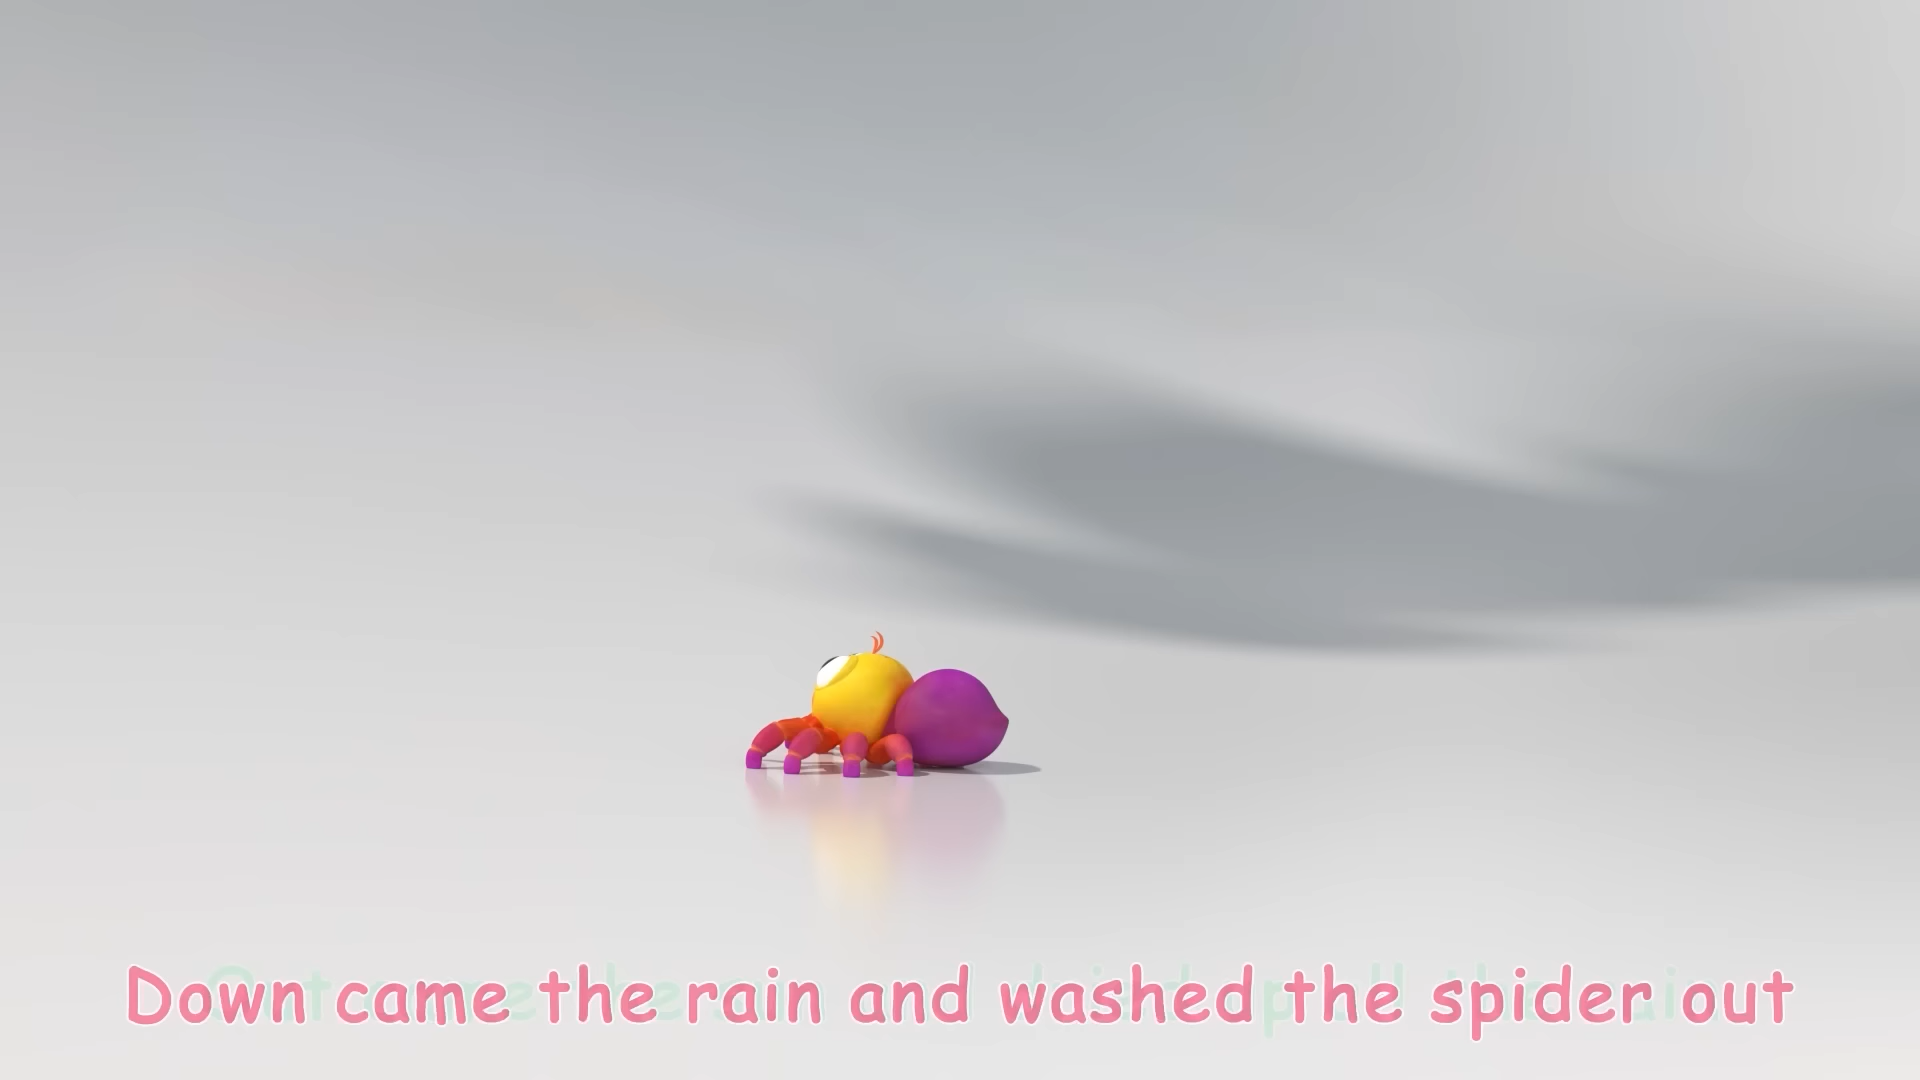 Down came the rain and washed the spider out